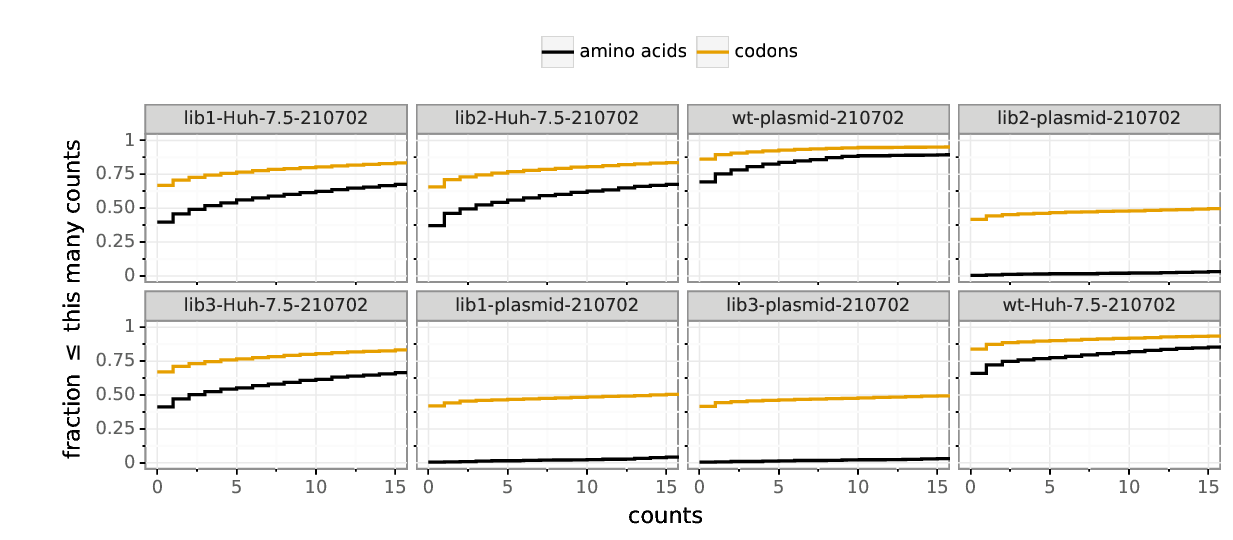 amino acids codons
lib1-Huh-7.5-210702 lib2-Huh-7.5-210702 wt-plasmid-210702 lib2-plasmid-210702
1
0.75
0.50
0.25
0
lib3-Huh-7.5-210702 lib1-plasmid-210702 lib3-plasmid-210702 wt-Huh-7.5-210702
1
0.75
0.50
0.25
0
0 5 10 15 0 5 10 15 0 5 10 15 0 5 10 15
counts
fraction ≤ this many counts